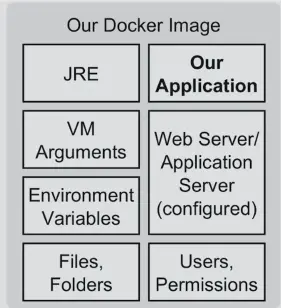 Our Docker Image
JRE
Our
Application
VM
Arguments
Web Server/
Application
Server
(configured)
Environment
Variables
Files,
Folders
Users,
Permissions